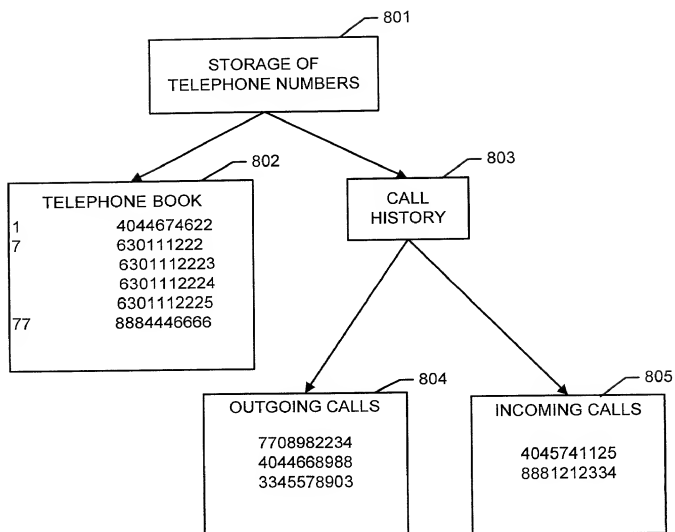 801
STORAGE OF
TELEPHONE NUMBERS
802
TELEPHONE BOOK
1 4044674622
7 630111222
6301112223
6301112224
6301112225
77 8884446666
803
CALL
HISTORY
804
OUTGOING CALLS
7708982234
4044668988
3345578903
805
INCOMING CALLS
4045741125
8881212334